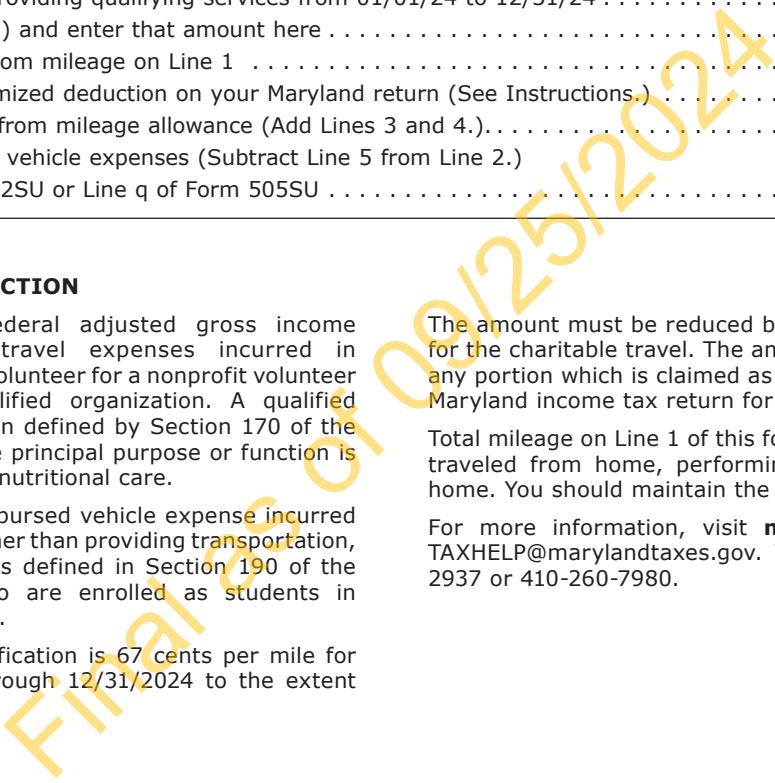 providing qualifying services from 01/01/24 to 12/31/24 . . . . . . . . . . . . .
) and enter that amount here . . . . . . . . . . . . . . . . . . . . . . . . . . . . . .
om mileage on Line 1 . . . . . . . . . . . . . . . . . . . . . . . . . . . . . . . . . . .
mized deduction on your Maryland return (See Instructions.) . . . . . . . .
from mileage allowance (Add Lines 3 and 4.). . . . . . . . . . . . . . . . . . . .
vehicle expenses (Subtract Line 5 from Line 2.)
2SU or Line q of Form 505SU . . . . . . . . . . . . . . . . . . . . . . . . . . . . . .
CTION
ederal adjusted gross income
travel expenses incurred in
olunteer for a nonprofit volunteer
lified organization. A qualified
n defined by Section 170 of the
e principal purpose or function is
nutritional care.
bursed vehicle expense incurred
her than providing transportation,
s defined in Section 190 of the
o are enrolled as students in
.
fication is 67 cents per mile for
rough 12/31/2024 to the extent
The amount must be reduced b
for the charitable travel. The an
any portion which is claimed as
Maryland income tax return for
Total mileage on Line 1 of this fo
traveled from home, performin
home. You should maintain the
For more information, visit m
TAXHELP@marylandtaxes.gov.
2937 or 410-260-7980.
Final as of 09/25/2024